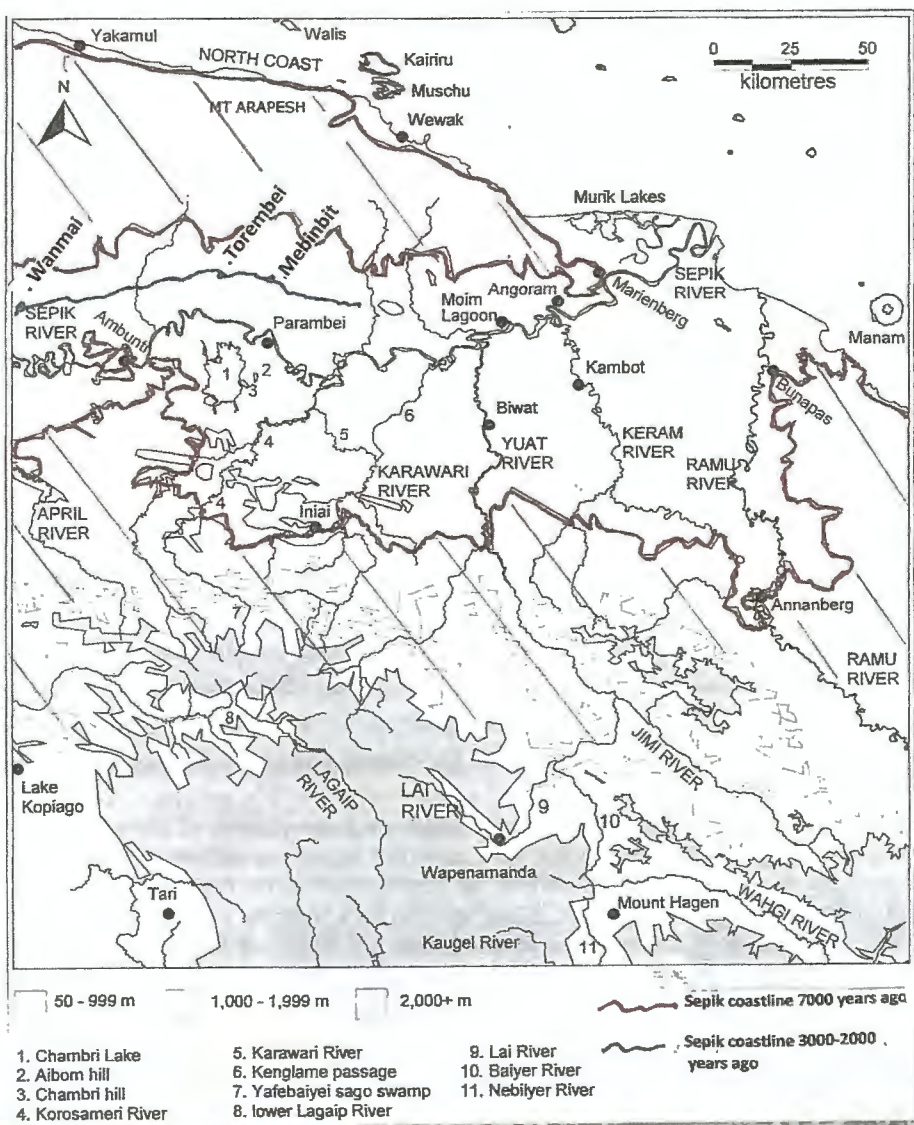 Yakamul
Walis
NORTH COAST
Kairiru
Muschu
0 25 50
kilometres
N
MT ARAPESH
Wewak
Murik Lakes
Wanmai
Torembei
Mebinbit
SEPIK
RIVER
Angoram
Marienberg
Moim
Lagoon
SEPIK
RIVER
Ambunti
Parambei
Manam
1
2
3
Kambot
Bunapas
6
Biwat
4
5
YUAT
RIVER
KERAM
RIVER
RAMU
RIVER
KARAWARI
RIVER
4
Iniai
APRIL
RIVER
7
Annanberg
RAMU
RIVER
8
JIMI RIVER
Lake
Kopiago
LAGAIP
RIVER
LAI
RIVER
9
10
Wapenamanda
Tari
Mount Hagen
WAHGI RIVER
Kaugel River
11
50 - 999 m
1,000 - 1,999 m
2,000+ m
Sepik coastline 7000 years ago
Sepik coastline 3000-2000
years ago
1. Chambri Lake
2. Aibom hill
3. Chambri hill
4. Korosameri River
5. Karawari River
6. Kenglame passage
7. Yafebaiyei sago swamp
8. lower Lagaip River
9. Lai River
10. Baiyer River
11. Nebilyer River